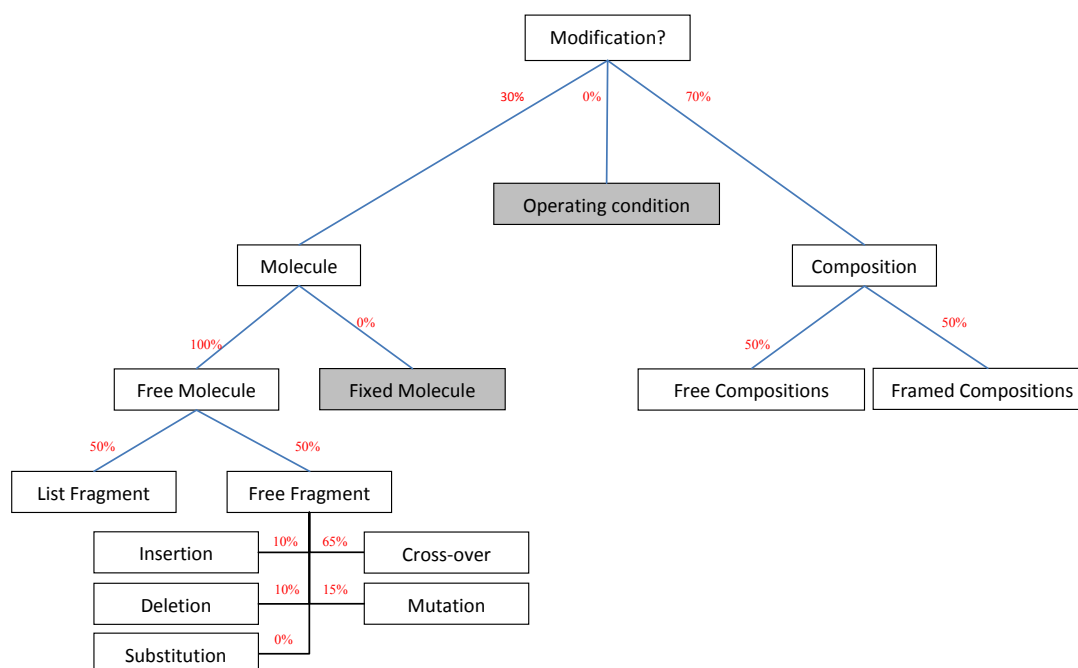 Modification?
30%
0%
70%
Operating condition
Molecule
Composition
100%
0%
50%
50%
Free Molecule
Fixed Molecule
Free Compositions
Framed Compositions
50%
50%
List Fragment
Free Fragment
Insertion
10%
65%
Cross-over
Deletion
10%
15%
Mutation
Substitution
0%